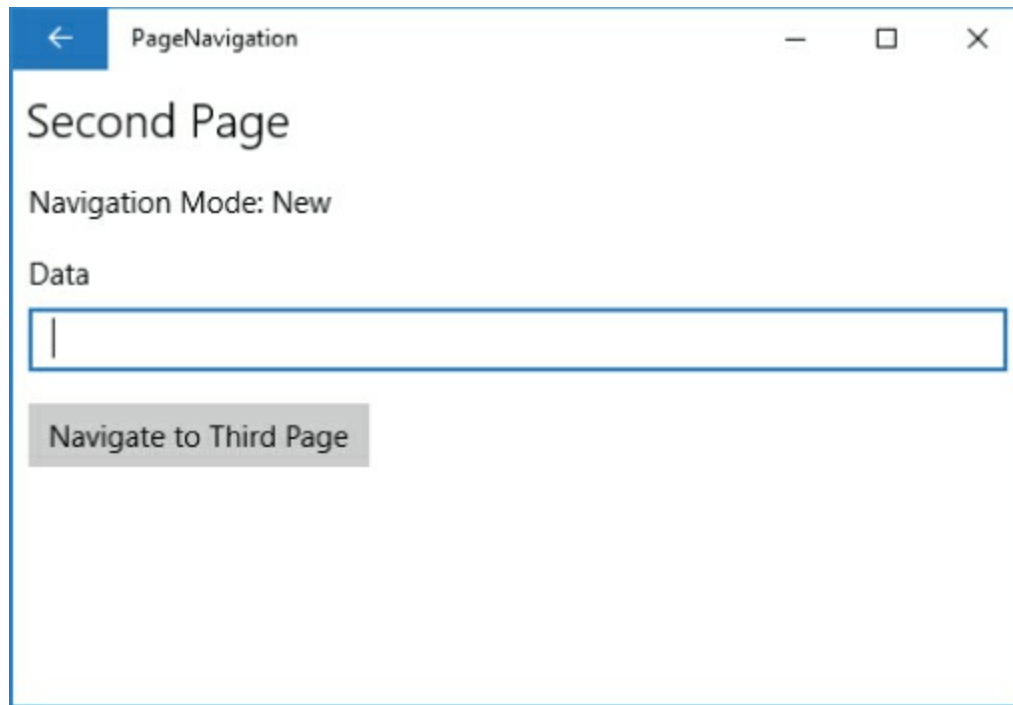 PageNavigation
Second Page
Navigation Mode: New
Data
Navigate to Third Page